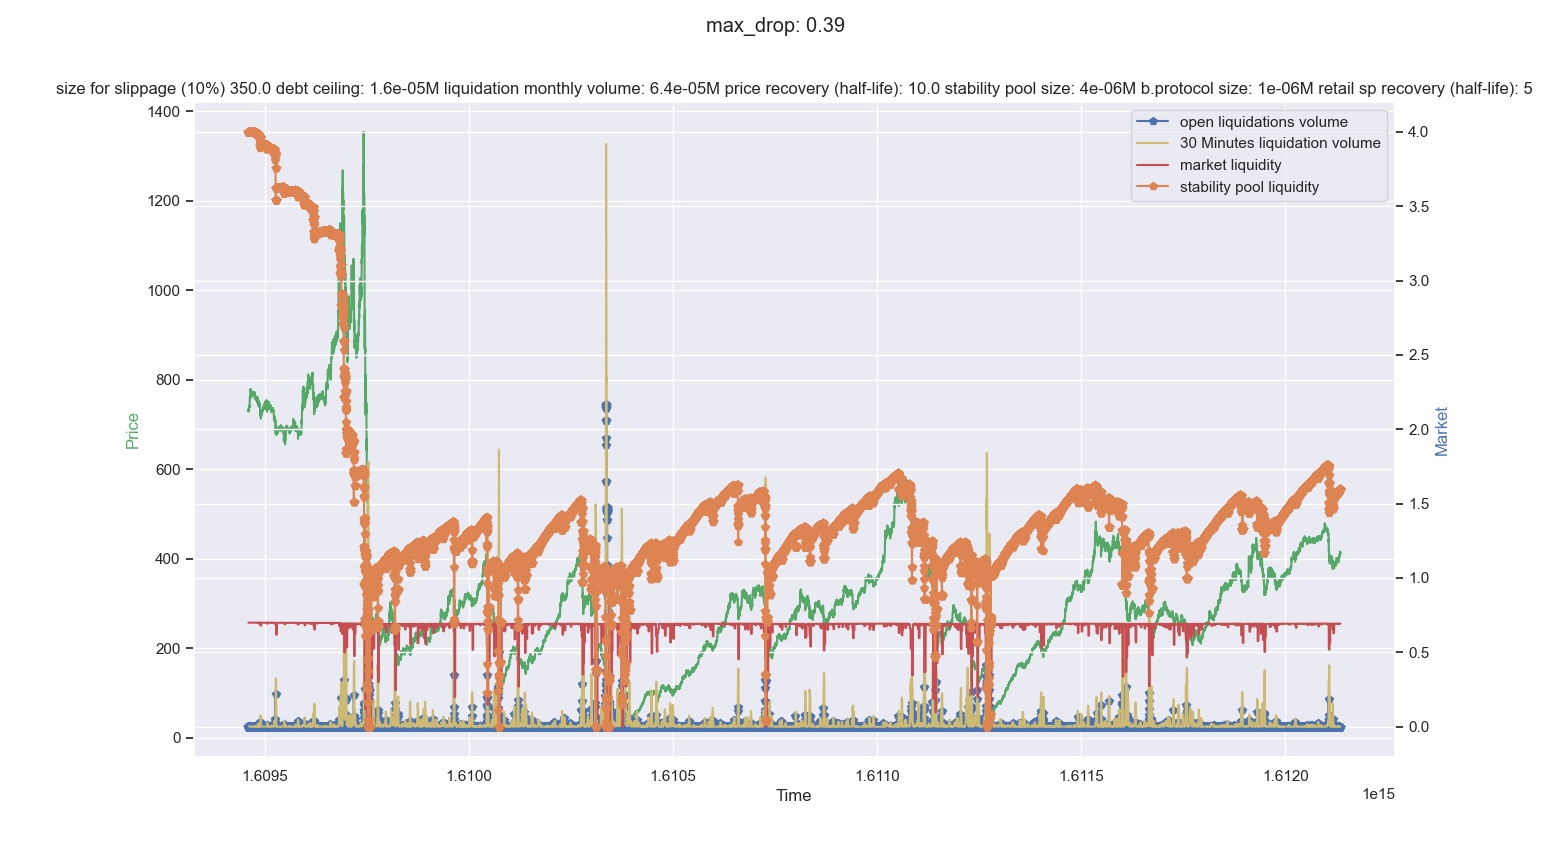 max_drop: 0.39
size for slippage (10%) 350.0 debt ceiling: 1.6e-05M liquidation monthly volume: 6.4e-05M price recovery (half-life): 10.0 stability pool size: 4e-06M b.protocol size: 1e-06M retail sp recovery (half-life): 5
open liquidations volume
30 Minutes liquidation volume
market liquidity
stability pool liquidity
1400
1200
1000
800
600
400
200
0
Price
4.0
3.5
3.0
2.5
2.0
1.5
1.0
0.5
0.0
Market
1.6095 1.6100 1.6105 1.6110 1.6115 1.6120
Time
1e15